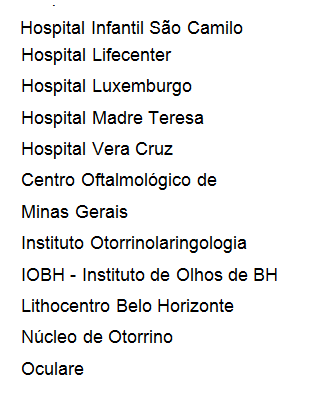 Hospital Infantil São Camilo
Hospital Lifecenter
Hospital Luxemburgo
Hospital Madre Teresa
Hospital Vera Cruz
Centro Oftalmológico de
Minas Gerais
Instituto Otorrinolaringologia
IOBH - Instituto de Olhos de BH
Lithocentro Belo Horizonte
Núcleo de Otorrino
Oculare